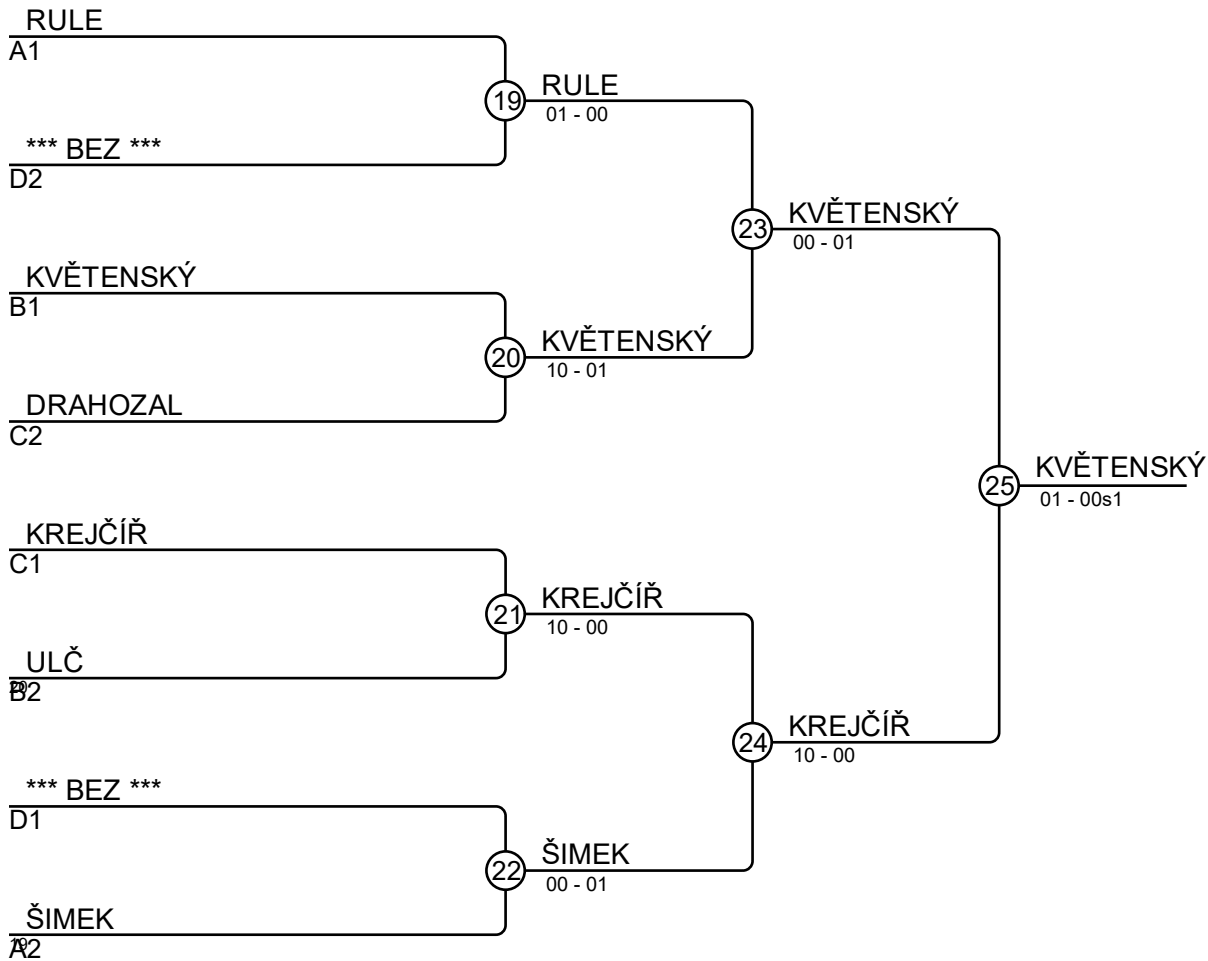 RULE
A1
19
RULE
01 - 00
*** BEZ ***
D2
23
KVĚTENSKÝ
00 - 01
KVĚTENSKÝ
B1
20
KVĚTENSKÝ
10 - 01
DRAHOZAL
C2
25
KVĚTENSKÝ
01 - 00s1
KREJČÍŘ
C1
21
KREJČÍŘ
10 - 00
ULČ
B2
24
KREJČÍŘ
10 - 00
*** BEZ ***
D1
22
ŠIMEK
00 - 01
ŠIMEK
A2